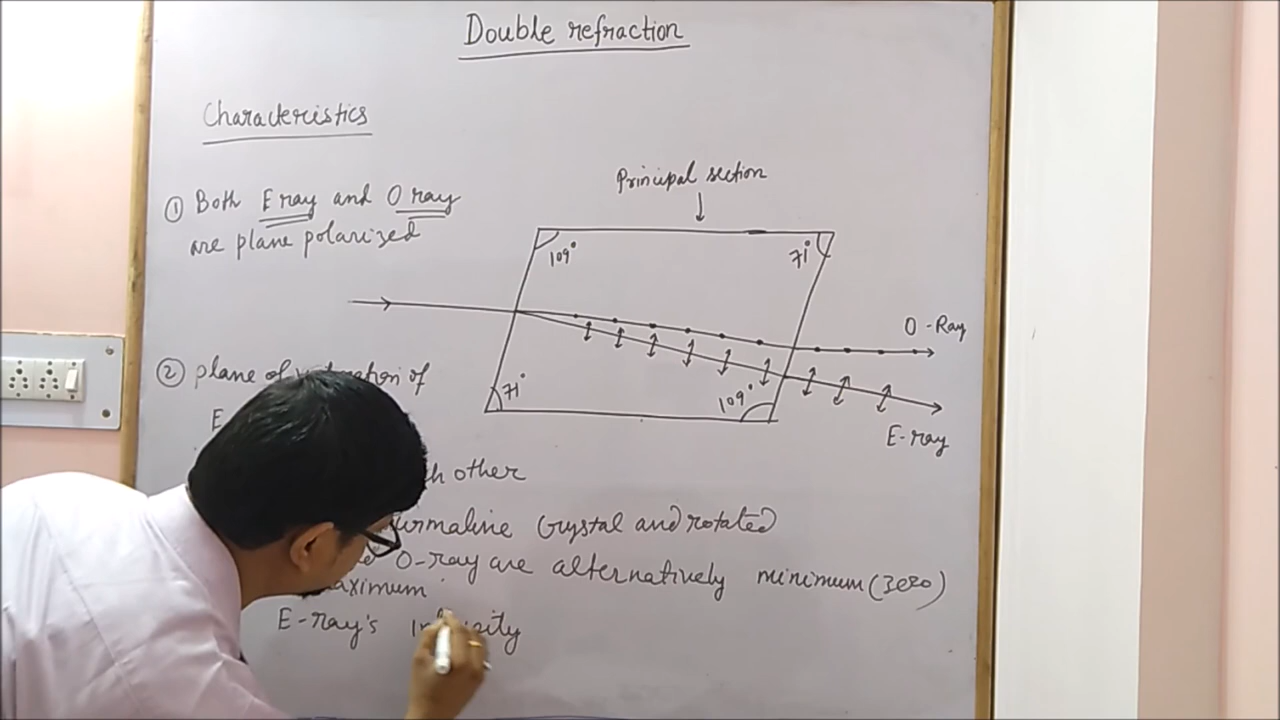 Double refraction
Characteristics
① Both E ray and O ray
are plane polarized
Principal section
109°
71°
O-Ray
E-ray
71°
109°
② plane of of
E
other
Crystal and rotated
O-ray are alternatively minimum (zero)
E-ray's